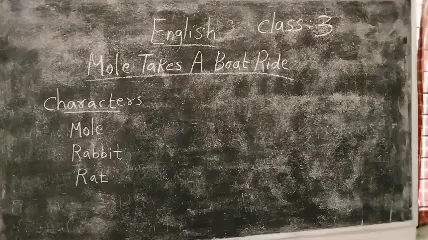 English class-3
Mole Takes A Boat Ride
characters
Mole
Rabbit
Rat